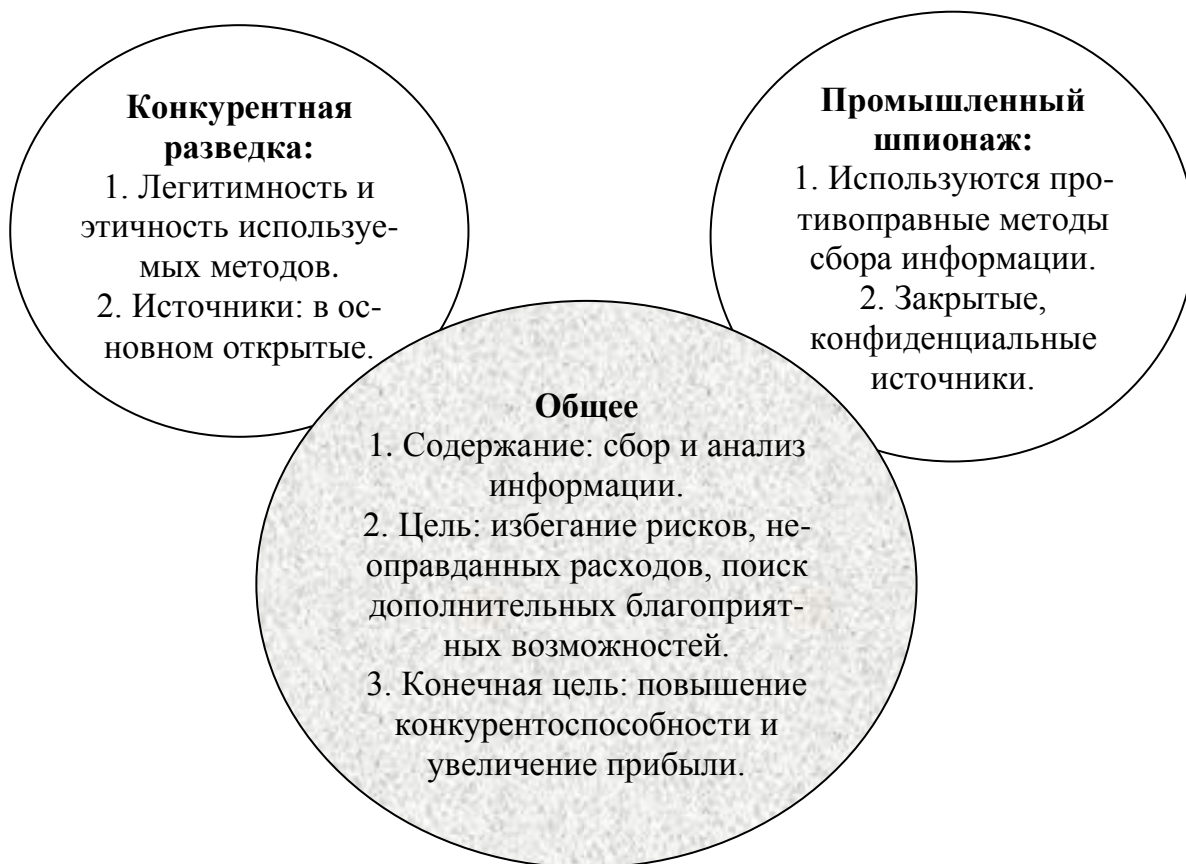 Конкурентная
разведка:
1. Легитимность и
этичность используе-
мых методов.
2. Источники: в ос-
новном открытые.
Промышленный
шпионаж:
1. Используются про-
тивоправные методы
сбора информации.
2. Закрытые,
конфиденциальные
источники.
Общее
1. Содержание: сбор и анализ
информации.
2. Цель: избегание рисков, не-
оправданных расходов, поиск
дополнительных благоприят-
ных возможностей.
3. Конечная цель: повышение
конкурентоспособности и
увеличение прибыли.